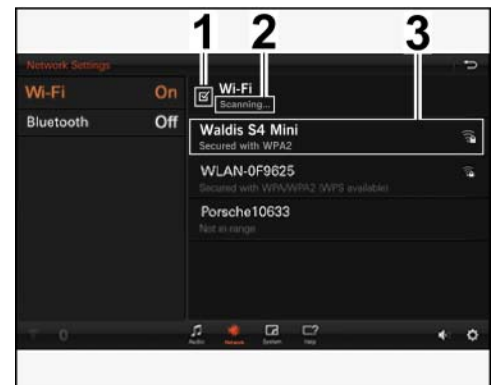 1 2 3
Network Settings
Wi-Fi On
Wi-Fi
Scanning...
Bluetooth Off
Waldis S4 Mini
Secured with WPA2
WLAN-0F9625
Secured with WPA/WPA2 (WPS available)
Porsche10633
Not in range
0
Audio Network System Help